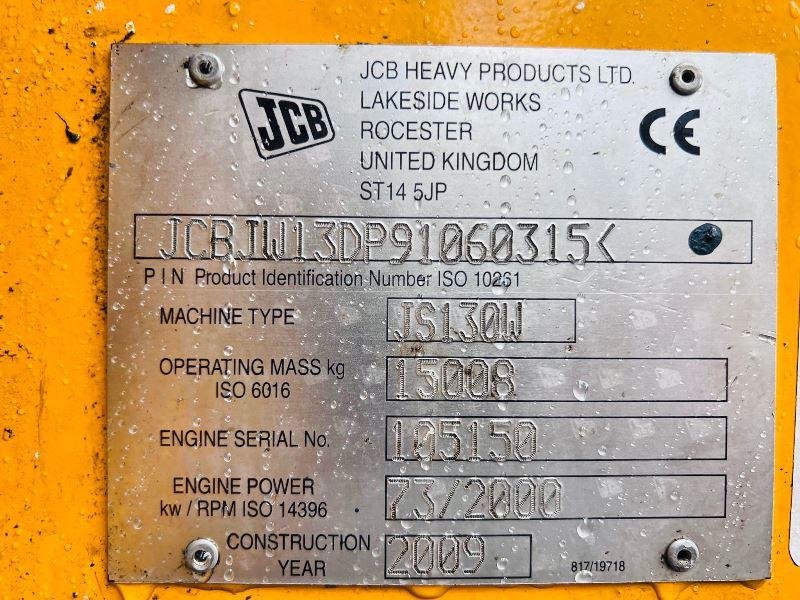 JCB
JCB HEAVY PRODUCTS LTD.
LAKESIDE WORKS
ROCESTER
UNITED KINGDOM
ST14 5JP
CE
JCBJW13DP91060315<
P I N Product Identification Number ISO 10261
MACHINE TYPE JS130W
OPERATING MASS kg 15008
ISO 6016
ENGINE SERIAL No. 105150
ENGINE POWER 73/2000
kw / RPM ISO 14396
CONSTRUCTION 2009
YEAR
817/19718